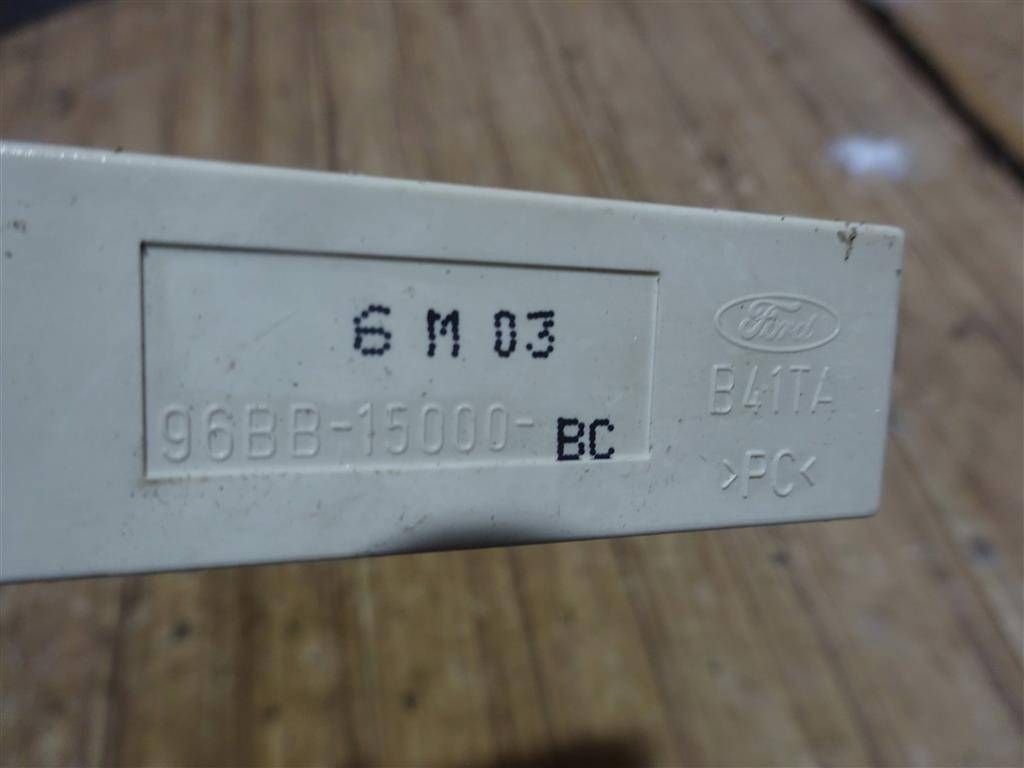 6 M 03
96BB-15000-BC
Ford
B41TA
>PC<